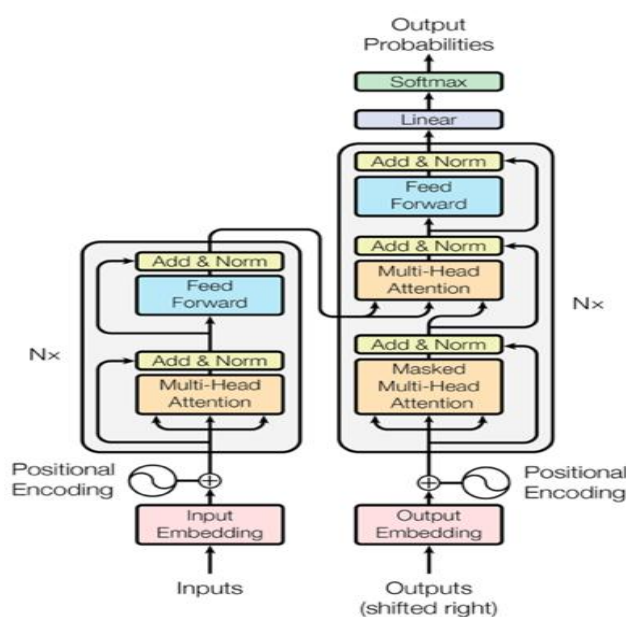 Output
Probabilities
Softmax
Linear
Add & Norm
Feed
Forward
Add & Norm
Multi-Head
Attention
Add & Norm
Masked
Multi-Head
Attention
Nx
Positional
Encoding
Output
Embedding
Outputs
(shifted right)
Add & Norm
Feed
Forward
Add & Norm
Multi-Head
Attention
Nx
Positional
Encoding
Input
Embedding
Inputs